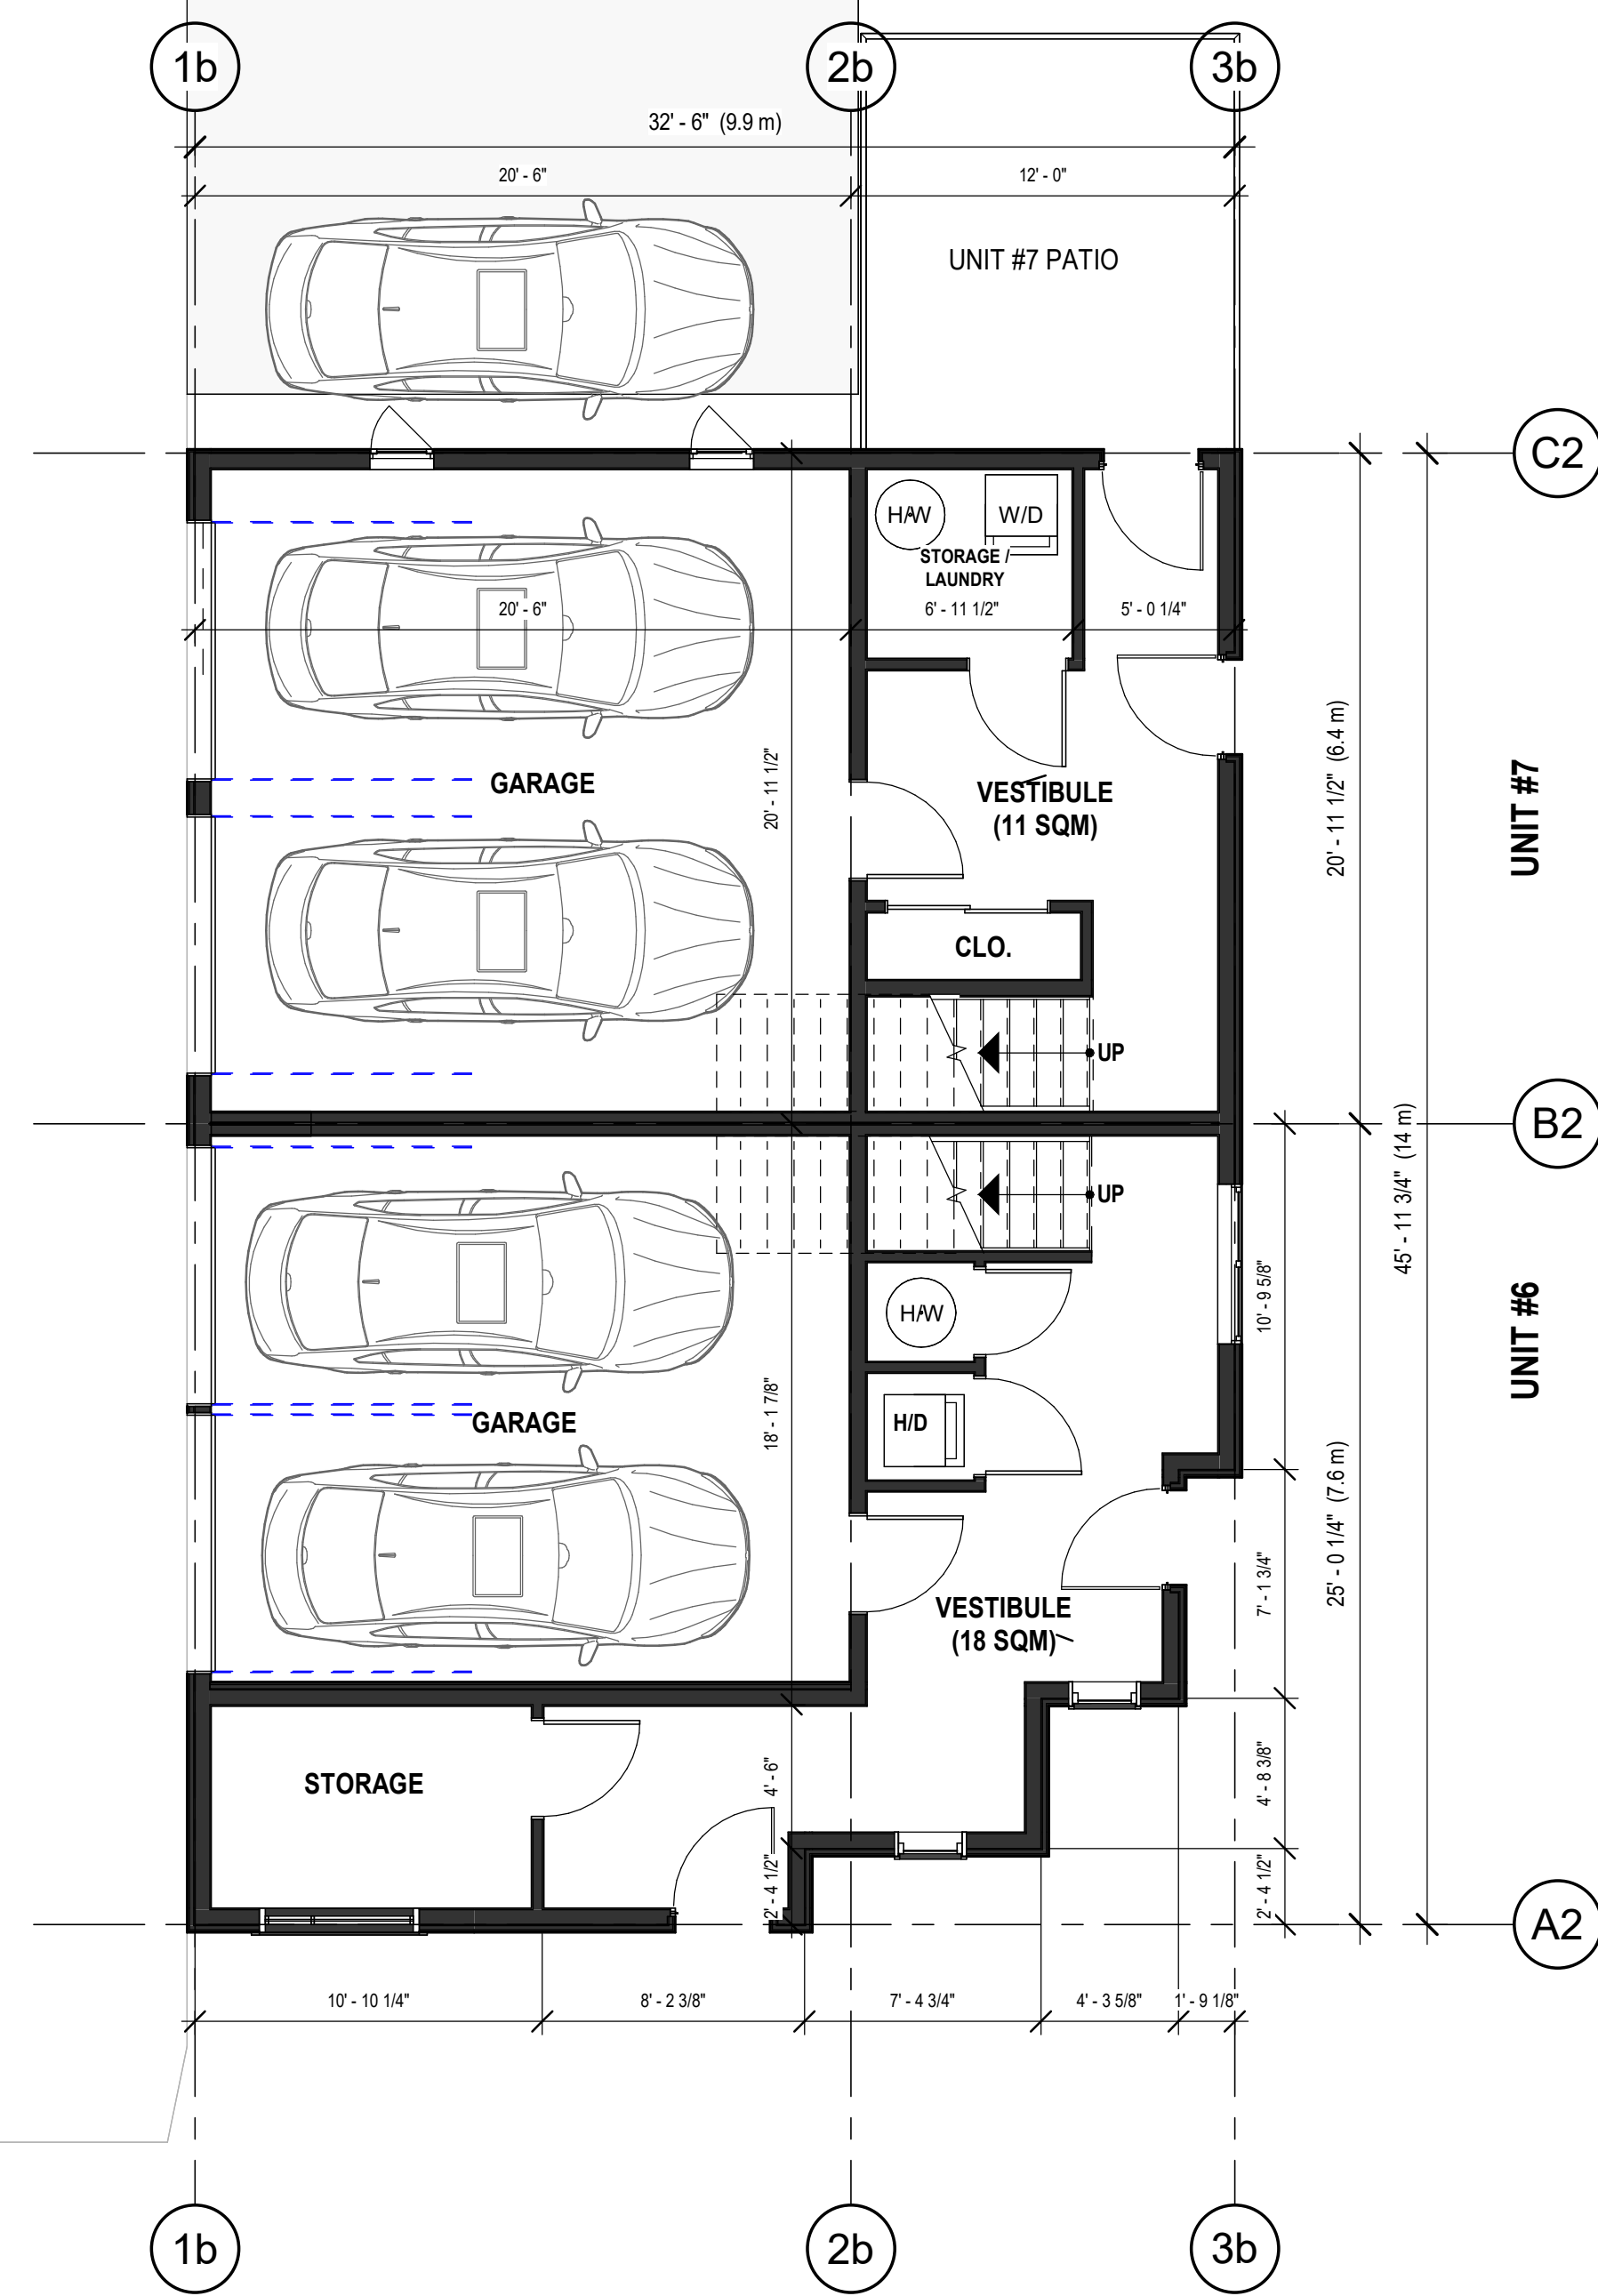 1b
2b
3b
32' - 6" (9.9 m)
20' - 6"
12' - 0"
UNIT #7 PATIO
C2
H/W
W/D
STORAGE /
LAUNDRY
20' - 6"
6' - 11 1/2"
5' - 0 1/4"
GARAGE
20' - 11 1/2"
VESTIBULE
(11 SQM)
20' - 11 1/2" (6.4 m)
UNIT #7
CLO.
UP
B2
UP
45' - 11 3/4" (14 m)
H/W
10' - 9 5/8"
UNIT #6
GARAGE
18' - 1 7/8"
H/D
25' - 0 1/4" (7.6 m)
7' - 1 3/4"
VESTIBULE
(18 SQM)
STORAGE
4' - 6"
4' - 8 3/8"
2' - 4 1/2"
2' - 4 1/2"
A2
10' - 10 1/4"
8' - 2 3/8"
7' - 4 3/4"
4' - 3 5/8"
1' - 9 1/8"
1b
2b
3b